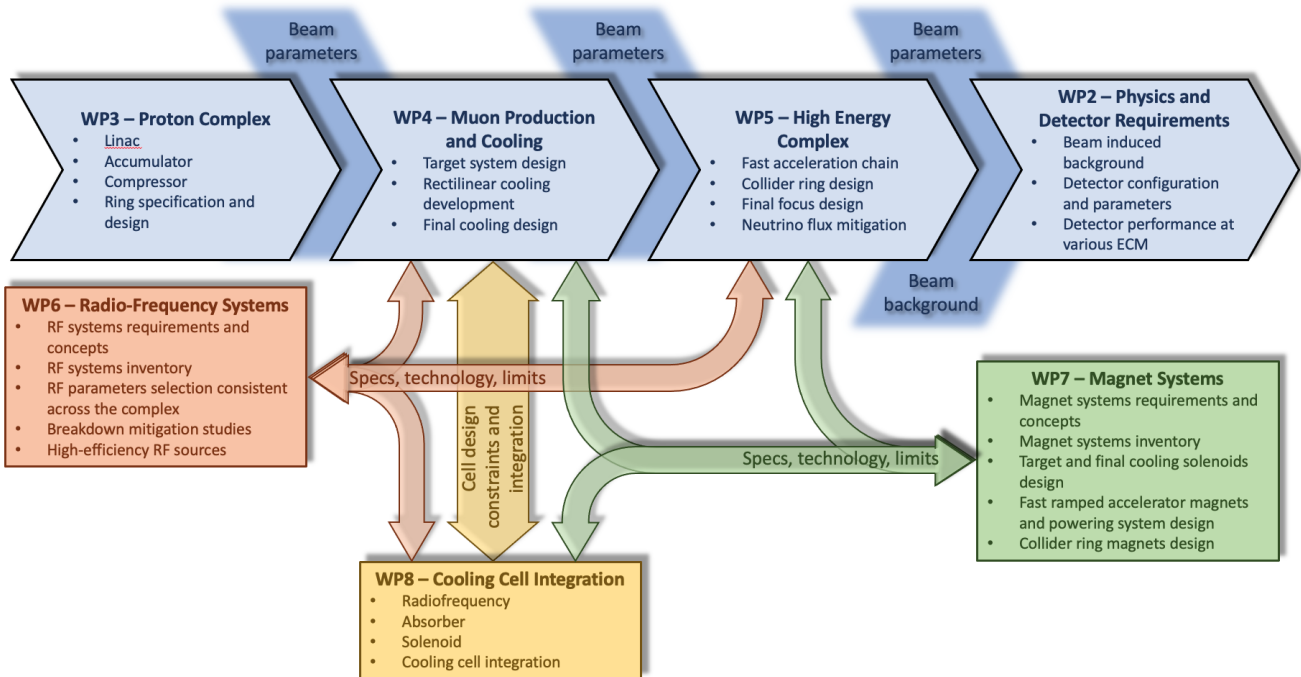 Beam
parameters
Beam
parameters
Beam
parameters
WP3 – Proton Complex
• Linac
• Accumulator
• Compressor
• Ring specification and
design
WP4 – Muon Production
and Cooling
• Target system design
• Rectilinear cooling
development
• Final cooling design
WP5 – High Energy
Complex
• Fast acceleration chain
• Collider ring design
• Final focus design
• Neutrino flux mitigation
WP2 – Physics and
Detector Requirements
• Beam induced
background
• Detector configuration
and parameters
• Detector performance at
various ECM
Beam
background
WP6 – Radio-Frequency Systems
• RF systems requirements and
concepts
• RF systems inventory
• RF parameters selection consistent
across the complex
• Breakdown mitigation studies
• High-efficiency RF sources
Specs, technology, limits
Cell design
constraints and
integration
Specs, technology, limits
WP7 – Magnet Systems
• Magnet systems requirements and
concepts
• Magnet systems inventory
• Target and final cooling solenoids
design
• Fast ramped accelerator magnets
and powering system design
• Collider ring magnets design
WP8 – Cooling Cell Integration
• Radiofrequency
• Absorber
• Solenoid
• Cooling cell integration